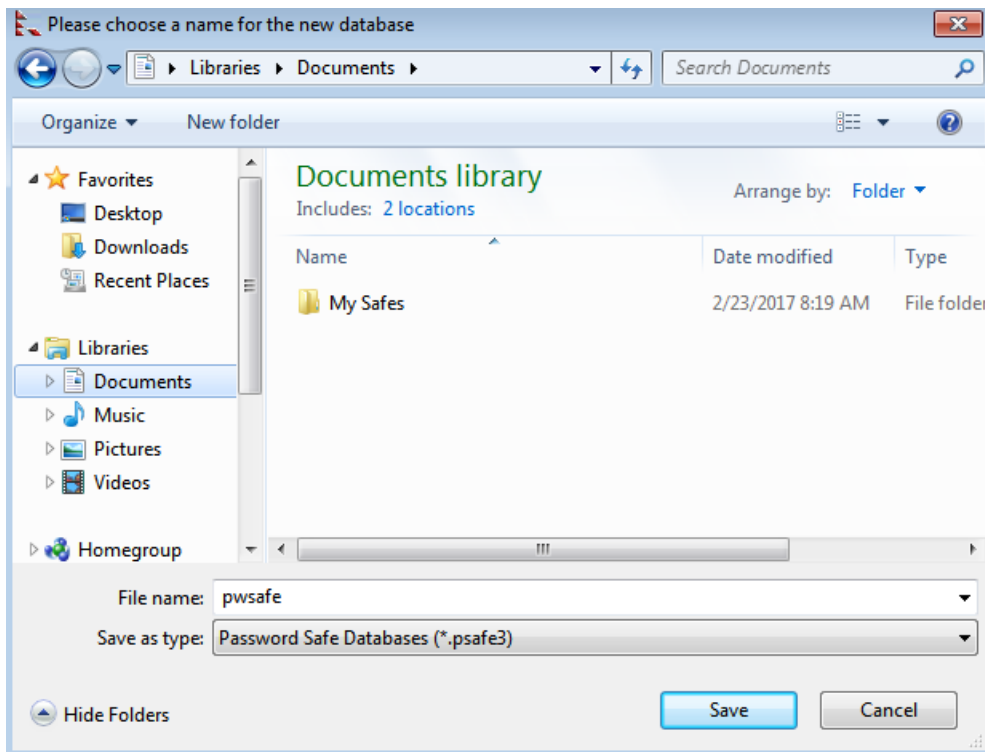 Please choose a name for the new database
Libraries Documents
Search Documents
Organize New folder
Favorites
Desktop
Downloads
Recent Places
Libraries
Documents
Music
Pictures
Videos
Homegroup
Documents library
Includes: 2 locations
Arrange by: Folder
Name Date modified Type
My Safes 2/23/2017 8:19 AM File folder
File name: pwsafe
Save as type: Password Safe Databases (*.psafe3)
Hide Folders
Save
Cancel